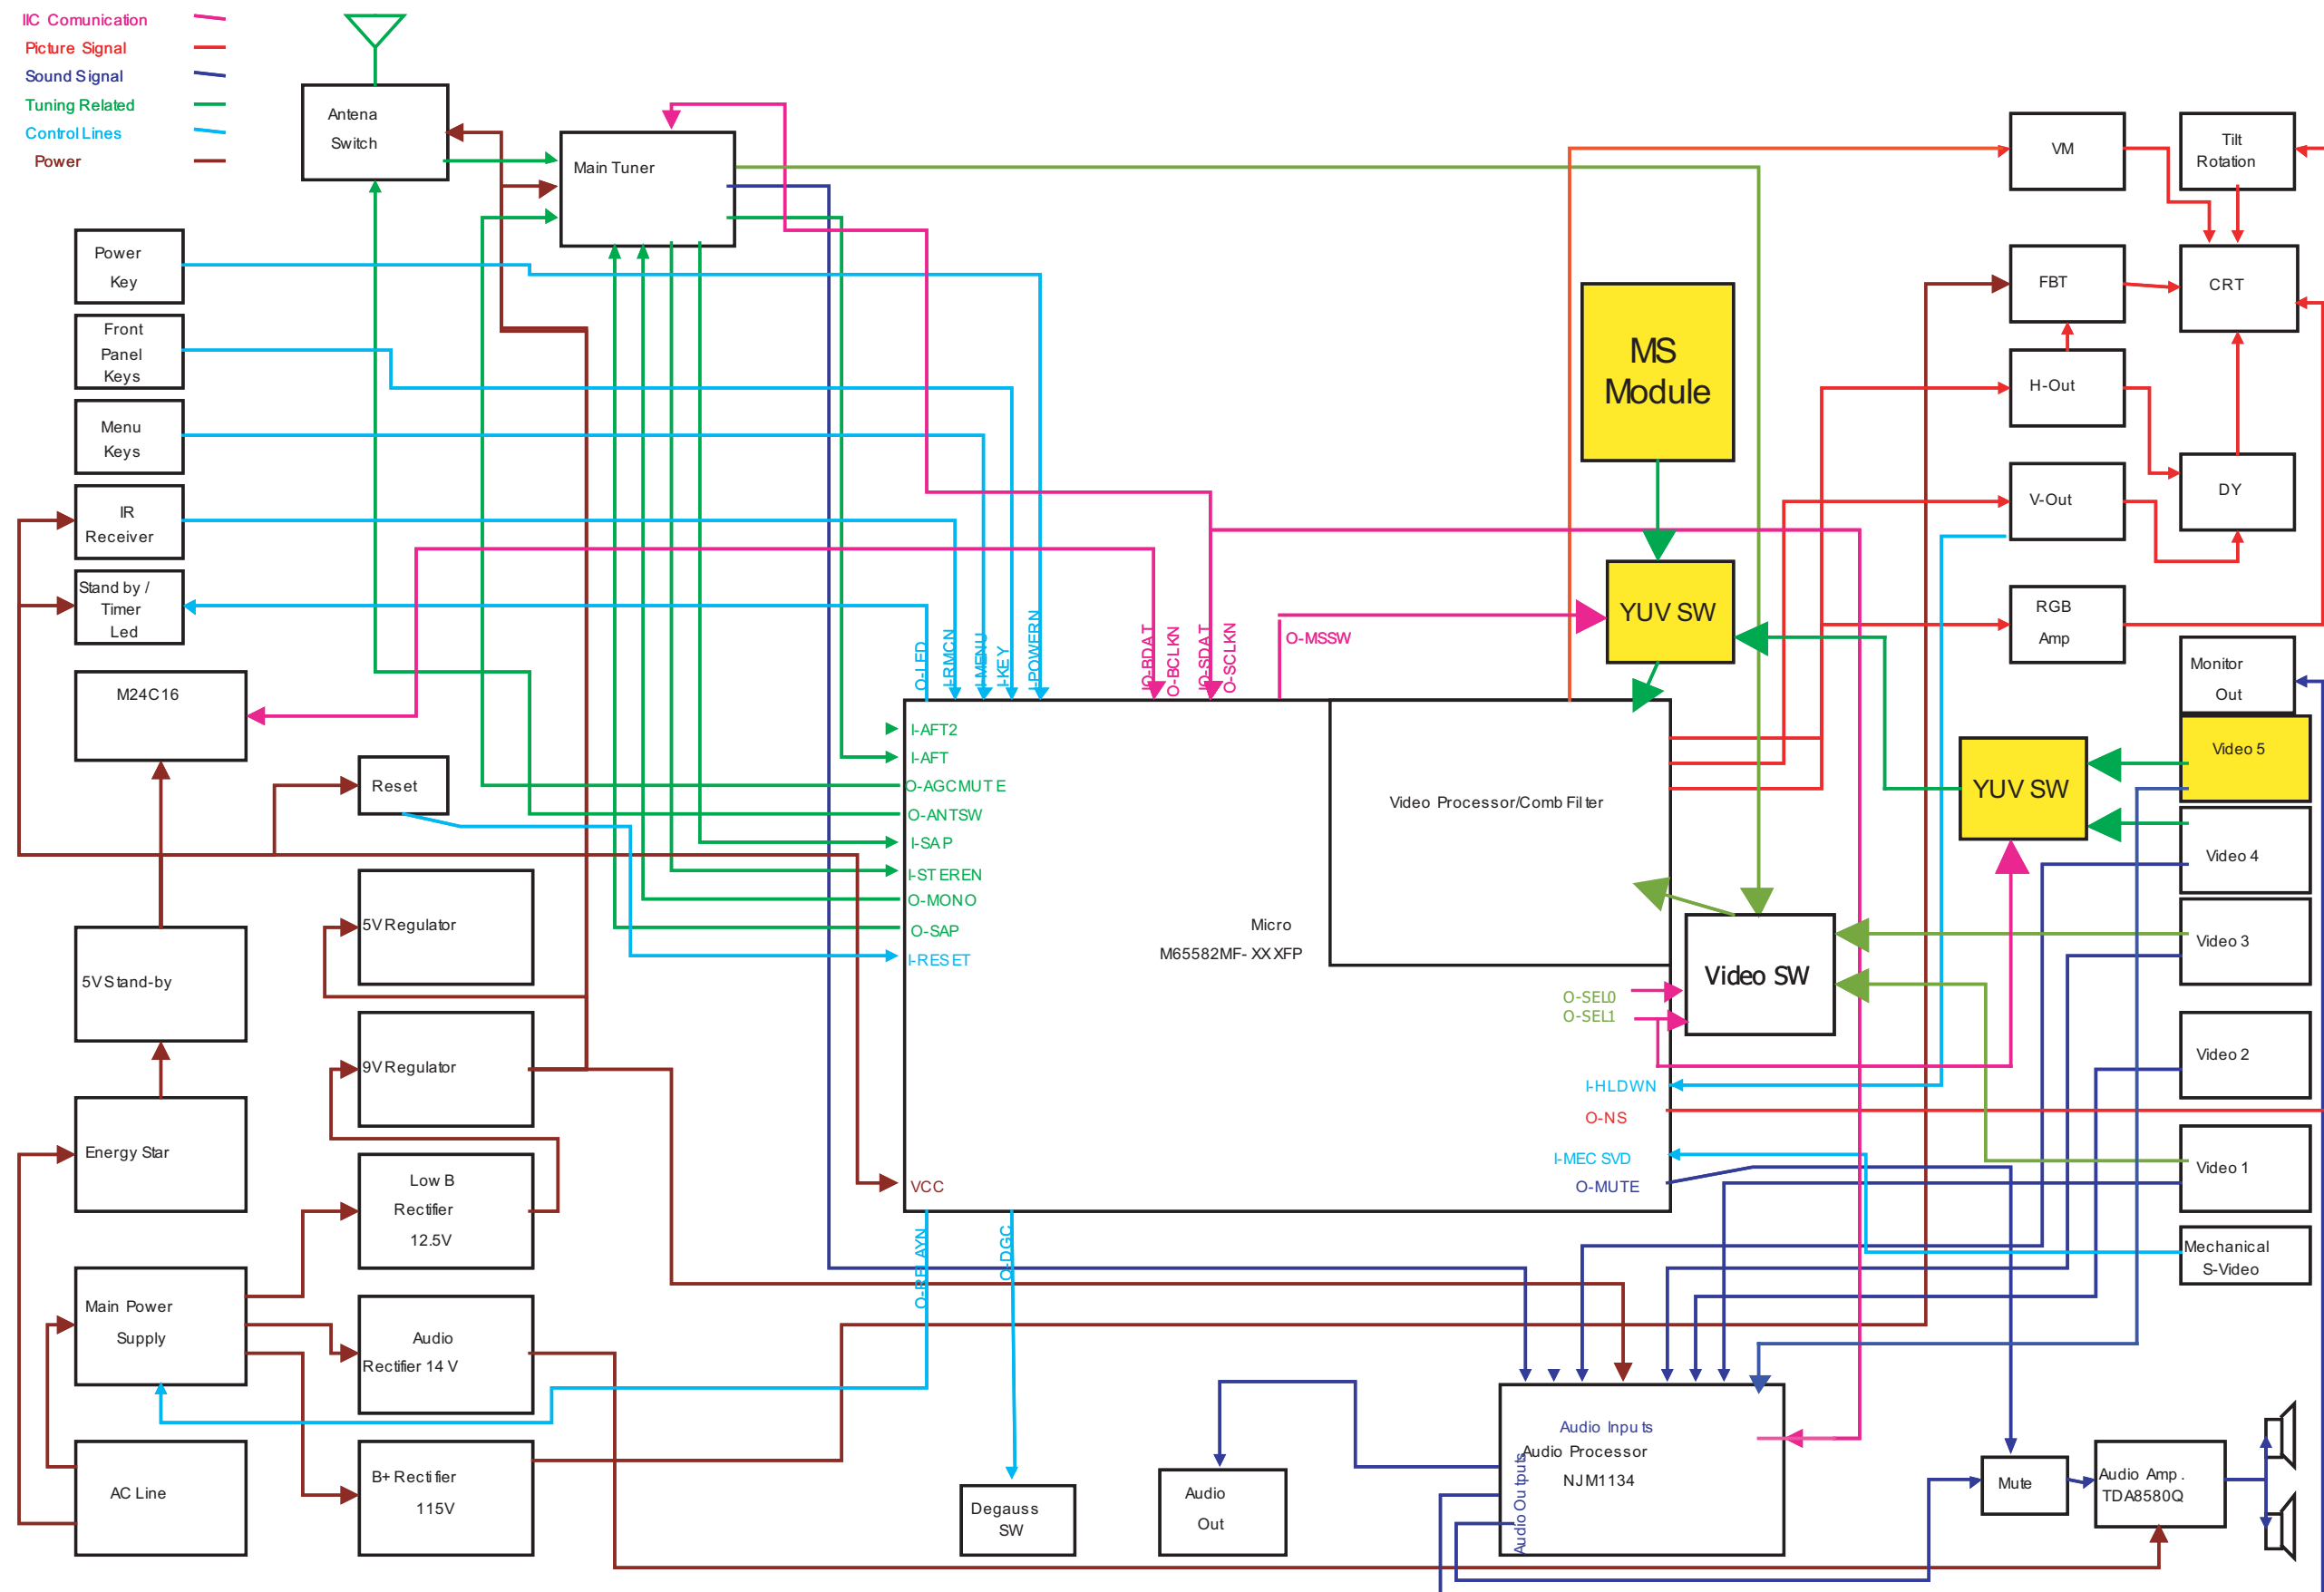 IIC Comunication
Picture Signal
Sound Signal
Tuning Related
Control Lines
Power
Antena
Switch
Main Tuner
VM
Tilt
Rotation
Power
Key
FBT
CRT
Front
Panel
Keys
MS
Module
H-Out
Menu
Keys
DY
V-Out
IR
Receiver
Stand by /
Timer
Led
YUV SW
RGB
Amp
O-LED
I-RMCN
I-MENU
I-KEY
I-POWERN
IO-BDAT
O-BCLKN
IO-SDAT
O-SCLKN
O-MSSW
Monitor
Out
M24C16
I-AFT2
I-AFT
O-AGCMUTE
O-ANTSW
I-SAP
I-STEREN
O-MONO
O-SAP
I-RESET
Reset
Video Processor/Comb Filter
YUV SW
Video 5
Video 4
5V Regulator
Micro
M65582MF-XXXFP
Video SW
Video 3
5V Stand-by
O-SEL0
O-SEL1
9V Regulator
Video 2
I-HLDWN
O-NS
Energy Star
I-MECSVD
O-MUTE
VCC
Video 1
Low B
Rectifier
12.5V
O-RELAYN
O-DGC
Mechanical
S-Video
Main Power
Supply
Audio
Rectifier 14 V
Audio Inputs
Audio Processor
NJM1134
Audio Outputs
AC Line
B+ Rectifier
115V
Degauss
SW
Audio
Out
Mute
Audio Amp.
TDA8580Q